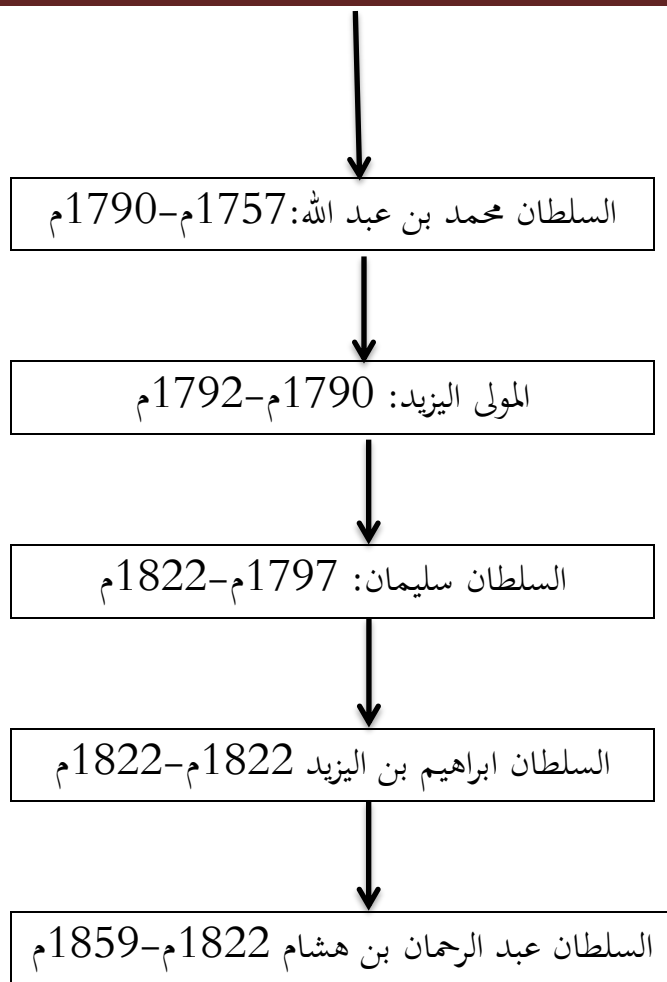 السلطان محمد بن عبد الله:1757م–1790م
المولى اليزيد: 1790م–1792م
السلطان سليمان: 1797م–1822م
السلطان ابراهيم بن اليزيد 1822م–1822م
السلطان عبد الرحمان بن هشام 1822م–1859م